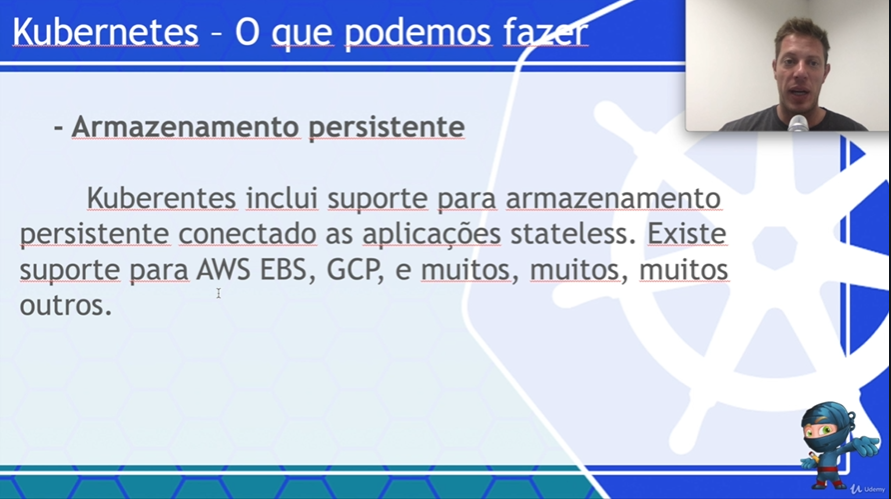 Kubernetes – O que podemos fazer
- Armazenamento persistente
Kuberentes inclui suporte para armazenamento
persistente conectado as aplicações stateless. Existe
suporte para AWS EBS, GCP, e muitos, muitos, muitos
outros.
Udemy